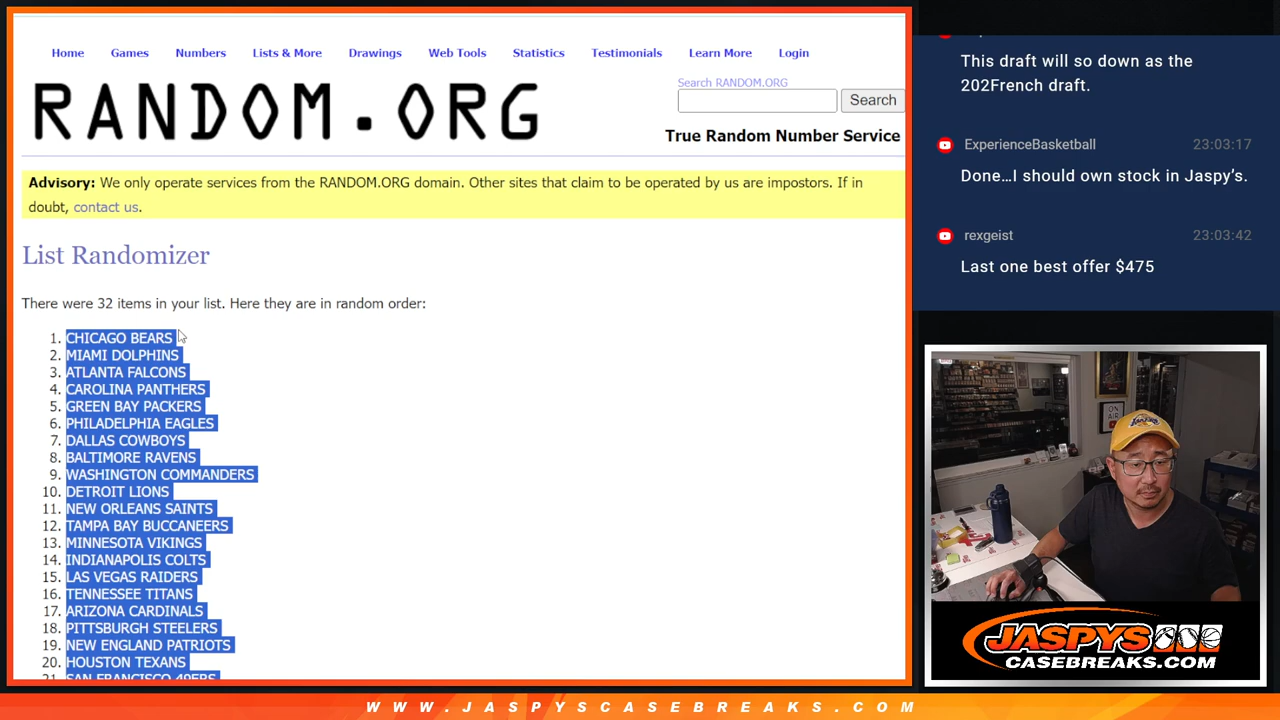 Home Games Numbers Lists & More Drawings Web Tools Statistics Testimonials Learn More Login
RANDOM.ORG
Search RANDOM.ORG
Search
True Random Number Service
Advisory: We only operate services from the RANDOM.ORG domain. Other sites that claim to be operated by us are impostors. If in
doubt, contact us.
List Randomizer
There were 32 items in your list. Here they are in random order:
1. CHICAGO BEARS
2. MIAMI DOLPHINS
3. ATLANTA FALCONS
4. CAROLINA PANTHERS
5. GREEN BAY PACKERS
6. PHILADELPHIA EAGLES
7. DALLAS COWBOYS
8. BALTIMORE RAVENS
9. WASHINGTON COMMANDERS
10. DETROIT LIONS
11. NEW ORLEANS SAINTS
12. TAMPA BAY BUCCANEERS
13. MINNESOTA VIKINGS
14. INDIANAPOLIS COLTS
15. LAS VEGAS RAIDERS
16. TENNESSEE TITANS
17. ARIZONA CARDINALS
18. PITTSBURGH STEELERS
19. NEW ENGLAND PATRIOTS
20. HOUSTON TEXANS
21. SAN FRANCISCO 49ERS
This draft will so down as the
202French draft.
ExperienceBasketball 23:03:17
Done…I should own stock in Jaspy's.
rexgeist 23:03:42
Last one best offer $475
ON
AIR
JASPYS
CASEBREAKS.COM
WWW.JASPYSCASEBREAKS.COM